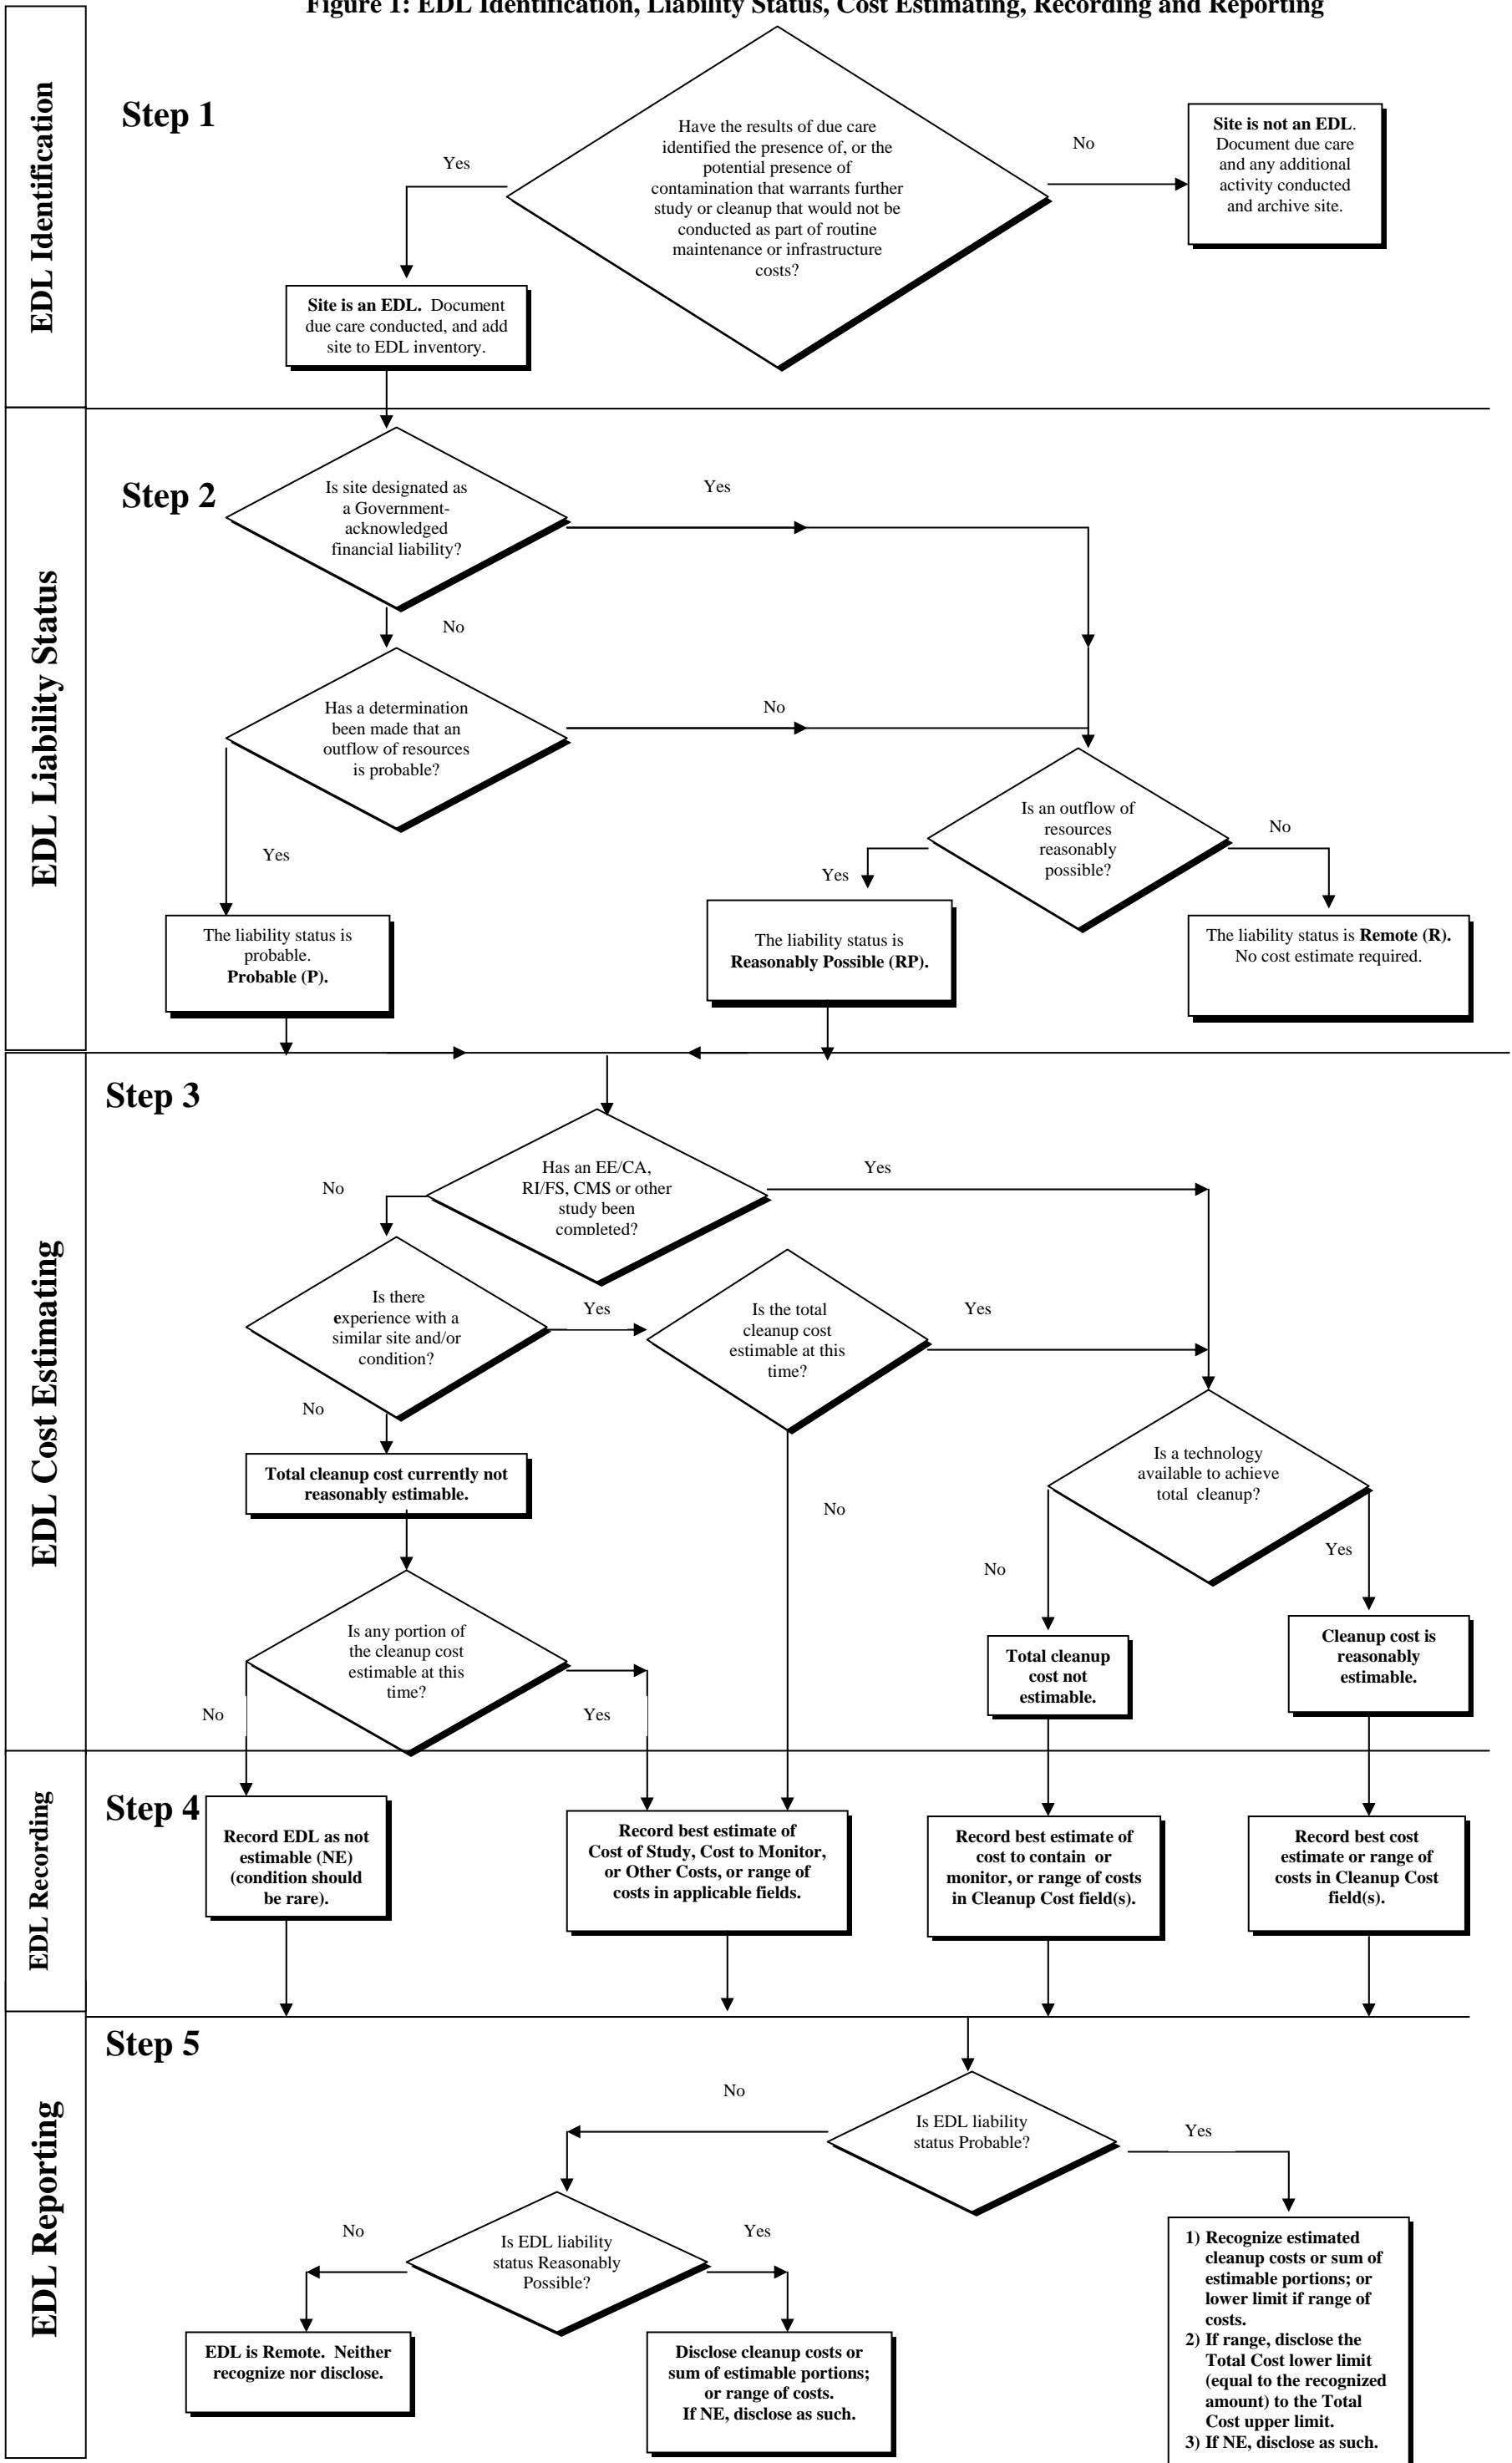 Figure 1: EDL Identification, Liability Status, Cost Estimating, Recording and Reporting
EDL Identification
Step 1
Have the results of due care
identified the presence of, or the
potential presence of
contamination that warrants further
study or cleanup that would not be
conducted as part of routine
maintenance or infrastructure
costs?
Yes
No
Site is not an EDL.
Document due care
and any additional
activity conducted
and archive site.
Site is an EDL. Document
due care conducted, and add
site to EDL inventory.
EDL Liability Status
Step 2
Is site designated as
a Government-
acknowledged
financial liability?
Yes
No
Has a determination
been made that an
outflow of resources
is probable?
No
Yes
Is an outflow of
resources
reasonably
possible?
No
Yes
The liability status is
probable.
Probable (P).
The liability status is
Reasonably Possible (RP).
The liability status is Remote (R).
No cost estimate required.
EDL Cost Estimating
Step 3
Has an EE/CA,
RI/FS, CMS or other
study been
completed?
No
Yes
Is there
experience with a
similar site and/or
condition?
Yes
Is the total
cleanup cost
estimable at this
time?
Yes
No
No
Total cleanup cost currently not
reasonably estimable.
Is a technology
available to achieve
total cleanup?
No
Yes
Is any portion of
the cleanup cost
estimable at this
time?
No
Yes
Total cleanup
cost not
estimable.
Cleanup cost is
reasonably
estimable.
EDL Recording
Step 4
Record EDL as not
estimable (NE)
(condition should
be rare).
Record best estimate of
Cost of Study, Cost to Monitor,
or Other Costs, or range of
costs in applicable fields.
Record best estimate of
cost to contain or
monitor, or range of costs
in Cleanup Cost field(s).
Record best cost
estimate or range of
costs in Cleanup Cost
field(s).
EDL Reporting
Step 5
Is EDL liability
status Probable?
No
Yes
Is EDL liability
status Reasonably
Possible?
No
Yes
EDL is Remote. Neither
recognize nor disclose.
Disclose cleanup costs or
sum of estimable portions;
or range of costs.
If NE, disclose as such.
1) Recognize estimated
cleanup costs or sum of
estimable portions; or
lower limit if range of
costs.
2) If range, disclose the
Total Cost lower limit
(equal to the recognized
amount) to the Total
Cost upper limit.
3) If NE, disclose as such.